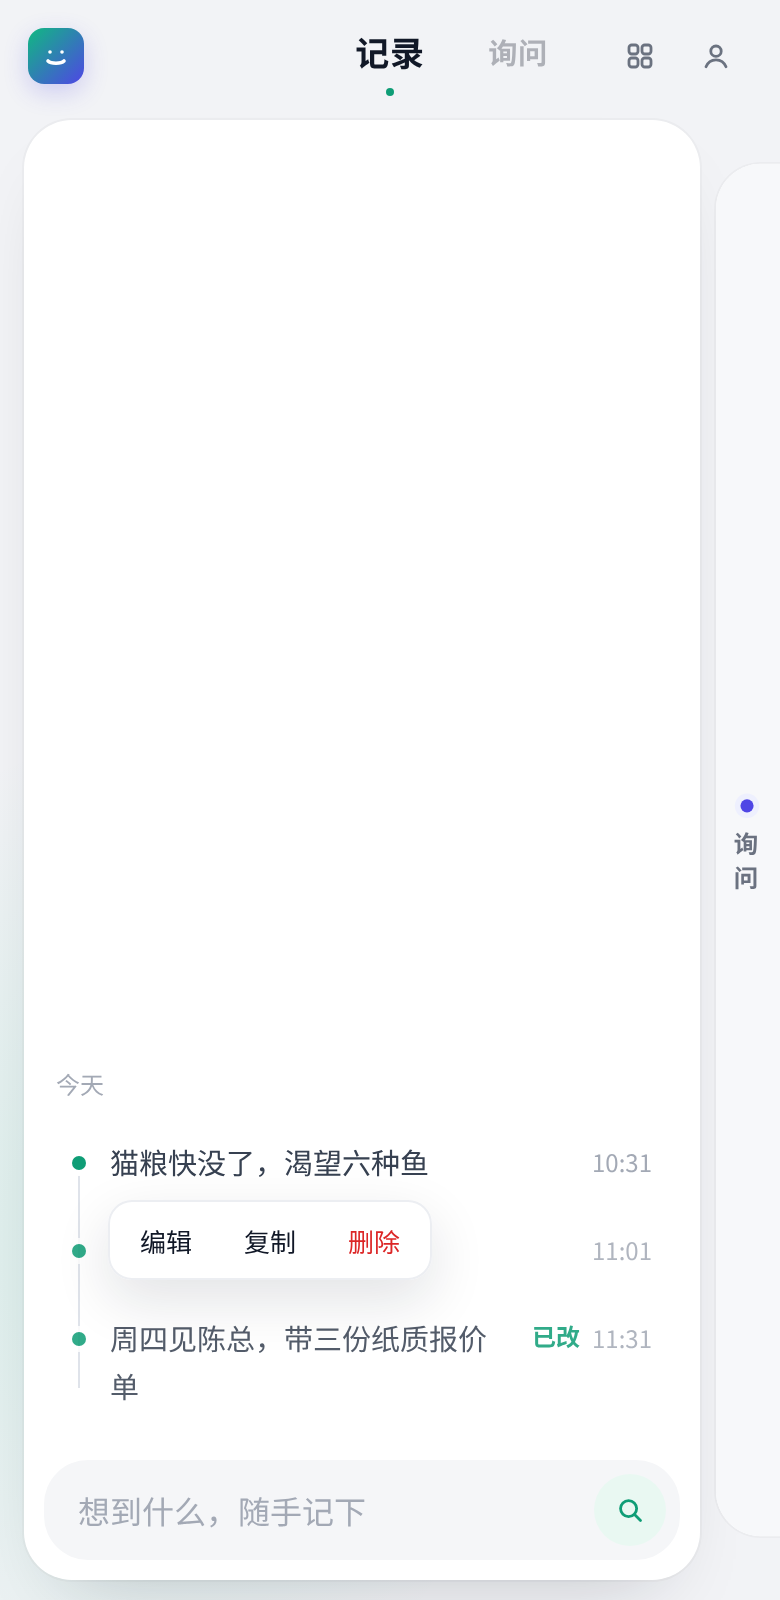 记录
询问
今天
猫粮快没了，渴望六种鱼 10:31
编辑 复制 删除
11:01
周四见陈总，带三份纸质报价单 已改 11:31
想到什么，随手记下
询问